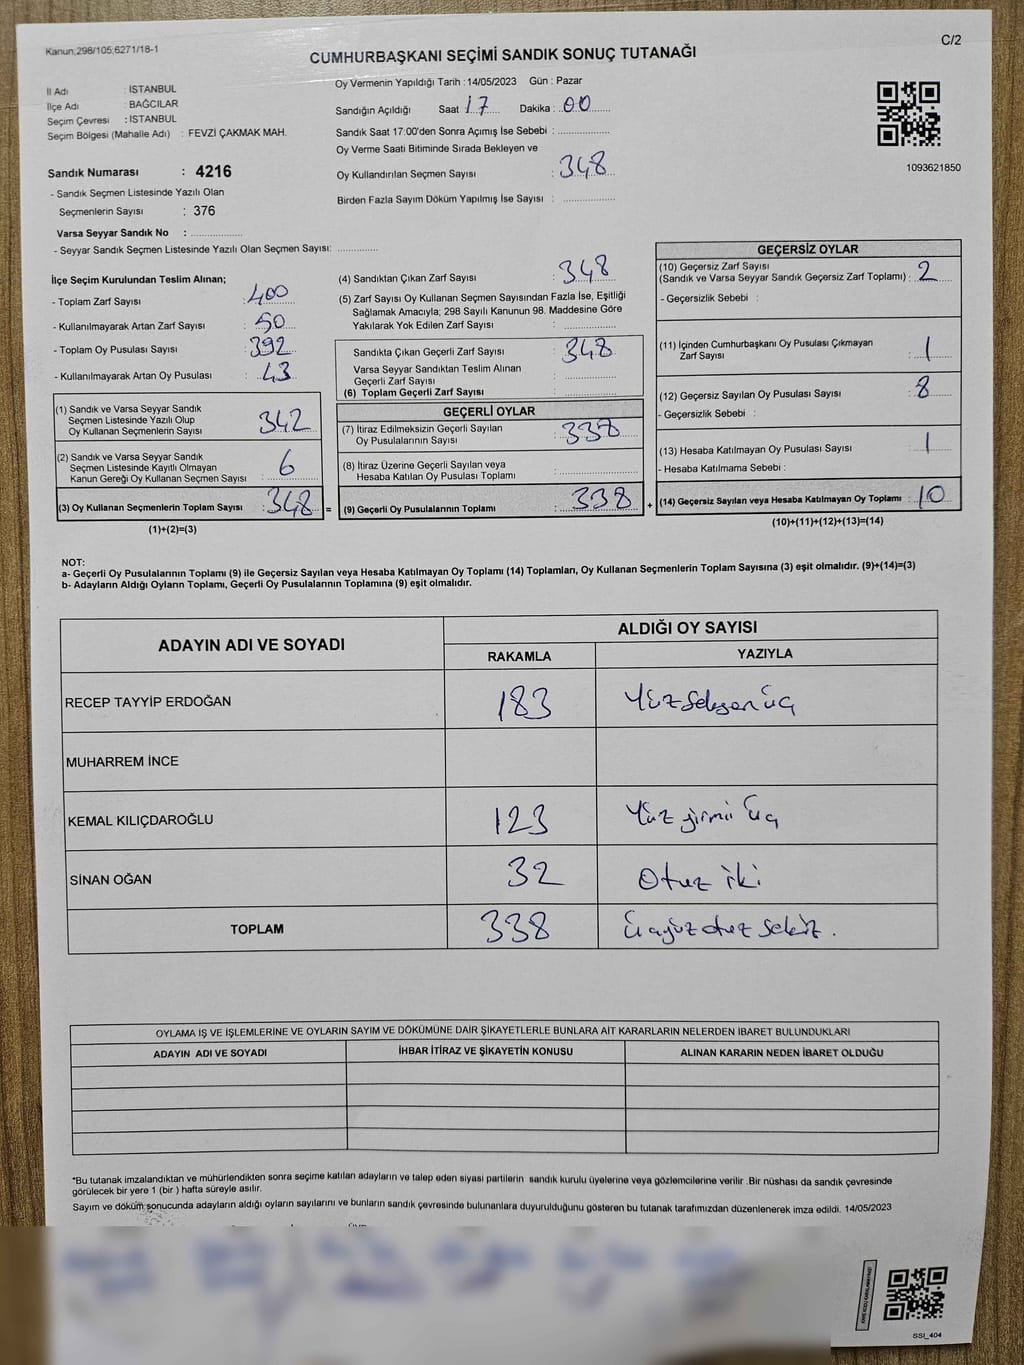 Kanun:298/105;6271/18-1
C/2
CUMHURBAŞKANI SEÇİMİ SANDIK SONUÇ TUTANAĞI
İl Adı : İSTANBUL
İlçe Adı : BAĞCILAR
Seçim Çevresi : İSTANBUL
Seçim Bölgesi (Mahalle Adı) : FEVZİ ÇAKMAK MAH.
Sandık Numarası : 4216
- Sandık Seçmen Listesinde Yazılı Olan
Seçmenlerin Sayısı : 376
Varsa Seyyar Sandık No : ....................
- Seyyar Sandık Seçmen Listesinde Yazılı Olan Seçmen Sayısı: ...............
Oy Vermenin Yapıldığı Tarih : 14/05/2023 Gün : Pazar
Sandığın Açıldığı Saat 17 Dakika : 00
Sandık Saat 17:00'den Sonra Açımış İse Sebebi : ....................
Oy Verme Saati Bitiminde Sırada Bekleyen ve
Oy Kullandırılan Seçmen Sayısı : 348
Birden Fazla Sayım Döküm Yapılmış İse Sayısı : ....................
1093621850
İlçe Seçim Kurulundan Teslim Alınan;
- Toplam Zarf Sayısı : 400
- Kullanılmayarak Artan Zarf Sayısı : 50
- Toplam Oy Pusulası Sayısı : 392
- Kullanılmayarak Artan Oy Pusulası : 43
(1) Sandık ve Varsa Seyyar Sandık
Seçmen Listesinde Yazılı Olup
Oy Kullanan Seçmenlerin Sayısı 342
(2) Sandık ve Varsa Seyyar Sandık
Seçmen Listesinde Kayıtlı Olmayan
Kanun Gereği Oy Kullanan Seçmen Sayısı : 6
(3) Oy Kullanan Seçmenlerin Toplam Sayısı : 348 =
(1)+(2)=(3)
(4) Sandıktan Çıkan Zarf Sayısı : 348
(5) Zarf Sayısı Oy Kullanan Seçmen Sayısından Fazla İse, Eşitliği
Sağlamak Amacıyla; 298 Sayılı Kanunun 98. Maddesine Göre
Yakılarak Yok Edilen Zarf Sayısı : ....................
Sandıkta Çıkan Geçerli Zarf Sayısı : 348
Varsa Seyyar Sandıktan Teslim Alınan
Geçerli Zarf Sayısı : ....................
(6) Toplam Geçerli Zarf Sayısı : ....................
GEÇERLİ OYLAR
(7) İtiraz Edilmeksizin Geçerli Sayılan
Oy Pusulalarının Sayısı : 338
(8) İtiraz Üzerine Geçerli Sayılan veya
Hesaba Katılan Oy Pusulası Toplamı : ....................
(9) Geçerli Oy Pusulalarının Toplamı : 338 +
GEÇERSİZ OYLAR
(10) Geçersiz Zarf Sayısı
(Sandık ve Varsa Seyyar Sandık Geçersiz Zarf Toplamı) : 2
- Geçersizlik Sebebi :
(11) İçinden Cumhurbaşkanı Oy Pusulası Çıkmayan
Zarf Sayısı : 1
(12) Geçersiz Sayılan Oy Pusulası Sayısı : 8
- Geçersizlik Sebebi :
(13) Hesaba Katılmayan Oy Pusulası Sayısı : 1
- Hesaba Katılmama Sebebi :
(14) Geçersiz Sayılan veya Hesaba Katılmayan Oy Toplamı : 10
(10)+(11)+(12)+(13)=(14)
NOT:
a- Geçerli Oy Pusulalarının Toplamı (9) ile Geçersiz Sayılan veya Hesaba Katılmayan Oy Toplamı (14) Toplamları, Oy Kullanan Seçmenlerin Toplam Sayısına (3) eşit olmalıdır. (9)+(14)=(3)
b- Adayların Aldığı Oyların Toplamı, Geçerli Oy Pusulalarının Toplamına (9) eşit olmalıdır.
ADAYIN ADI VE SOYADI
ALDIĞI OY SAYISI
RAKAMLA YAZIYLA
RECEP TAYYİP ERDOĞAN 183 Yüz seksen üç
MUHARREM İNCE
KEMAL KILIÇDAROĞLU 123 Yüz yirmi üç
SİNAN OĞAN 32 Otuz iki
TOPLAM 338 Üçyüz otuz sekiz.
OYLAMA İŞ VE İŞLEMLERİNE VE OYLARIN SAYIM VE DÖKÜMÜNE DAİR ŞİKAYETLERLE BUNLARA AİT KARARLARIN NELERDEN İBARET BULUNDUKLARI
ADAYIN ADI VE SOYADI İHBAR İTİRAZ VE ŞİKAYETİN KONUSU ALINAN KARARIN NEDEN İBARET OLDUĞU
*Bu tutanak imzalandıktan ve mühürlendikten sonra seçime katılan adayların ve talep eden siyasi partilerin sandık kurulu üyelerine veya gözlemcilerine verilir .Bir nüshası da sandık çevresinde
görülecek bir yere 1 (bir ) hafta süreyle asılır.
Sayım ve döküm sonucunda adayların aldığı oyların sayılarını ve bunların sandık çevresinde bulunanlara duyurulduğunu gösteren bu tutanak tarafımızdan düzenlenerek imza edildi. 14/05/2023
SSI_404